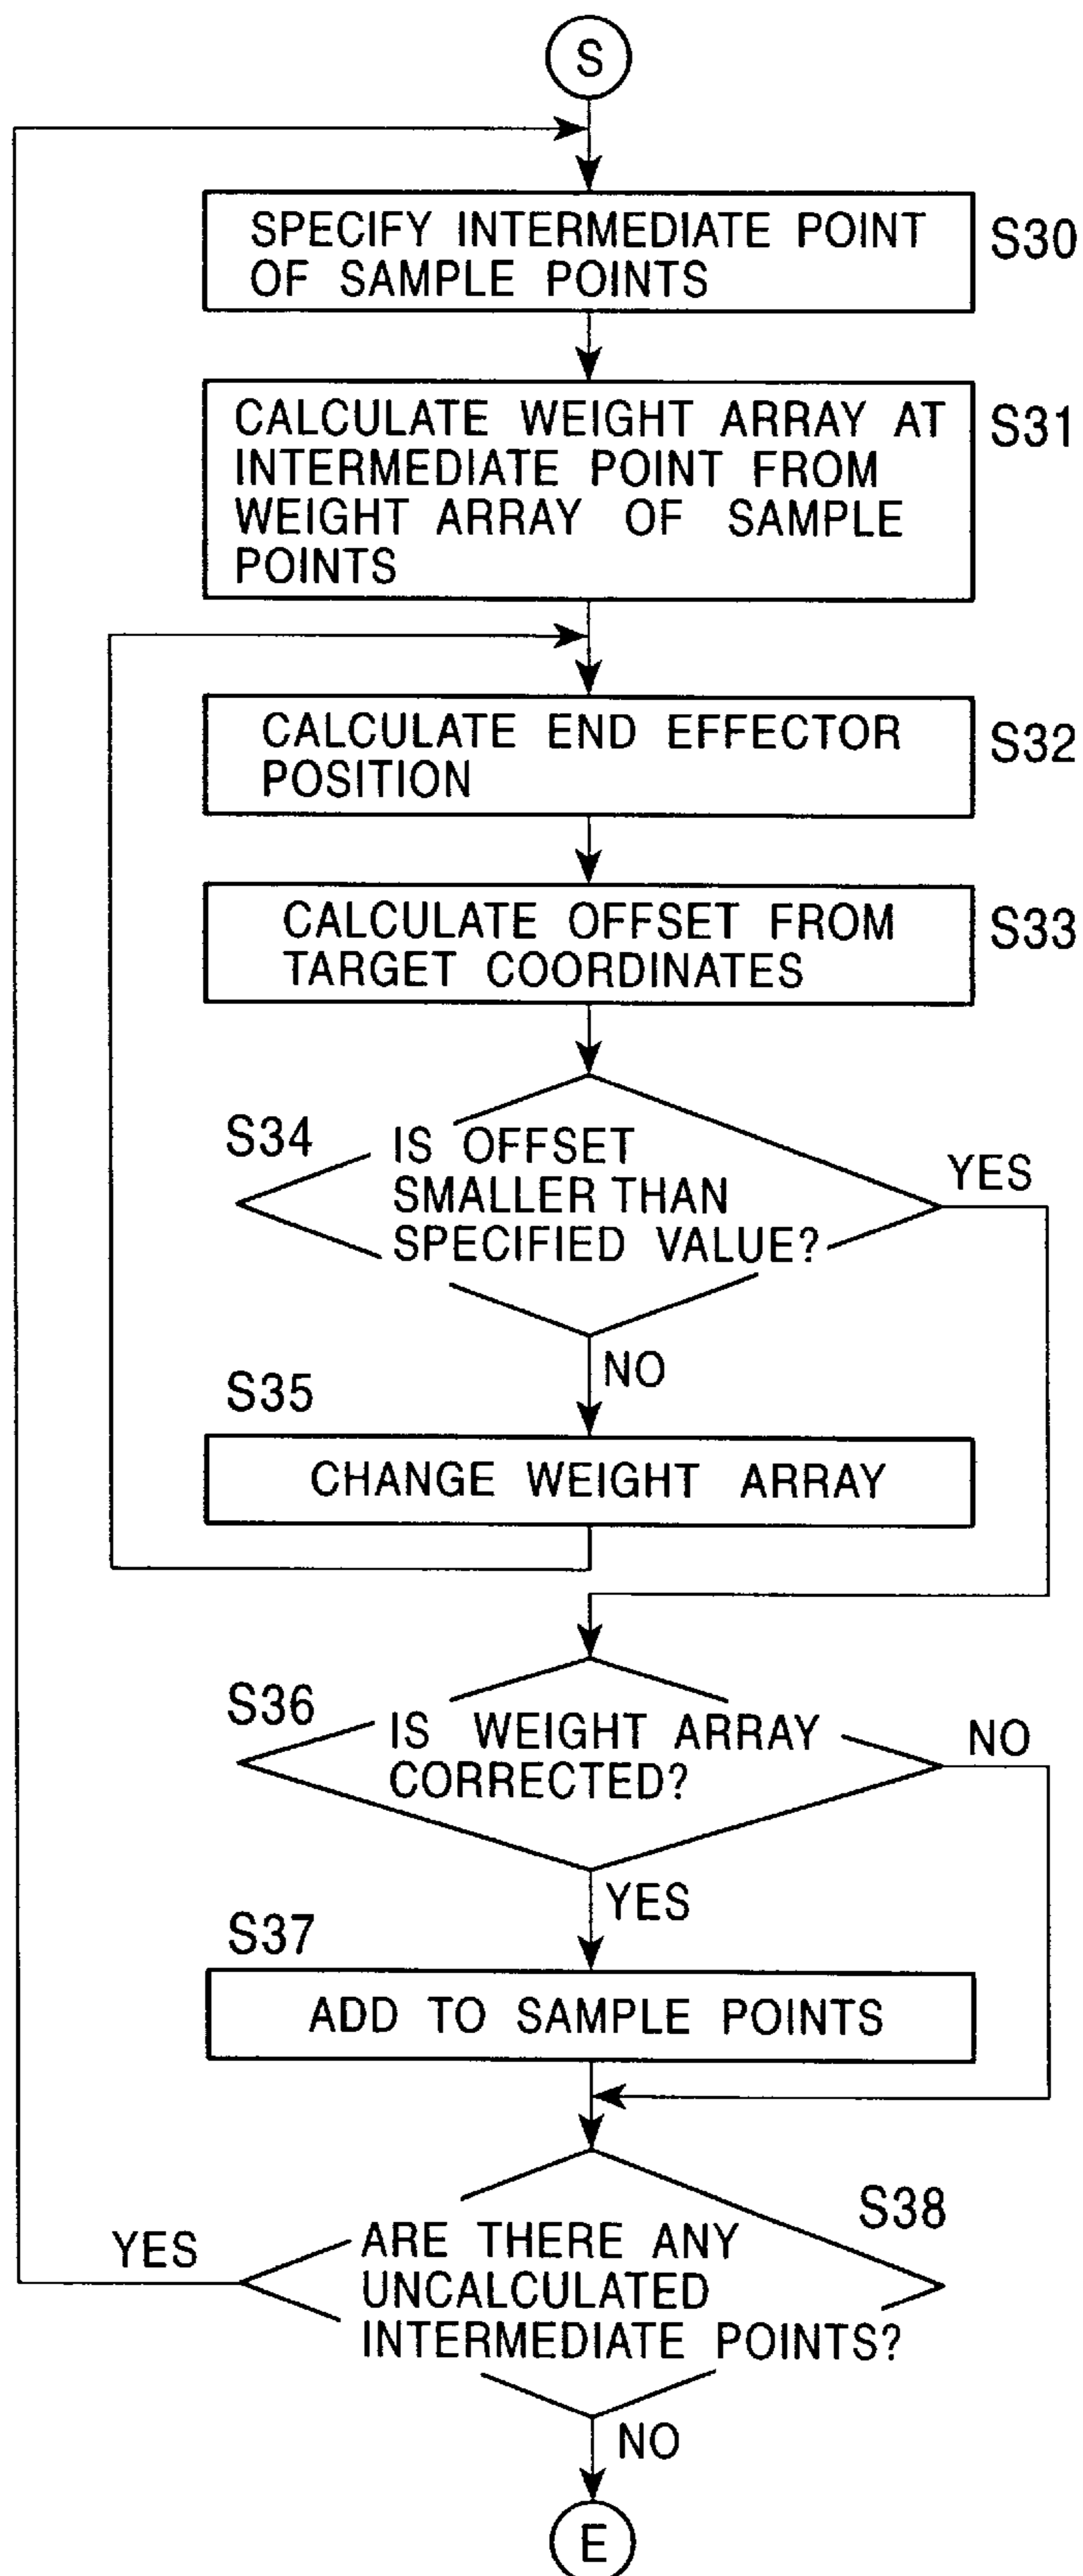 S
SPECIFY INTERMEDIATE POINT
OF SAMPLE POINTS
S30
CALCULATE WEIGHT ARRAY AT
INTERMEDIATE POINT FROM
WEIGHT ARRAY OF SAMPLE
POINTS
S31
CALCULATE END EFFECTOR
POSITION
S32
CALCULATE OFFSET FROM
TARGET COORDINATES
S33
S34
IS OFFSET
SMALLER THAN
SPECIFIED VALUE?
YES
NO
S35
CHANGE WEIGHT ARRAY
S36
IS WEIGHT ARRAY
CORRECTED?
NO
YES
S37
ADD TO SAMPLE POINTS
S38
YES
ARE THERE ANY
UNCALCULATED
INTERMEDIATE POINTS?
NO
E